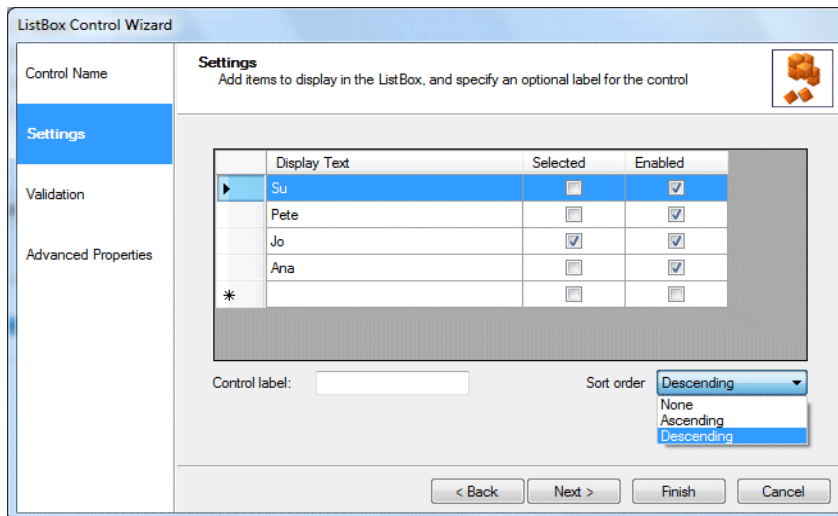 ListBox Control Wizard
Control Name
Settings
Validation
Advanced Properties
Settings
Add items to display in the ListBox, and specify an optional label for the control
Display Text Selected Enabled
Su
Pete
Jo
Ana
Control label:
Sort order Descending
None
Ascending
Descending
< Back Next > Finish Cancel